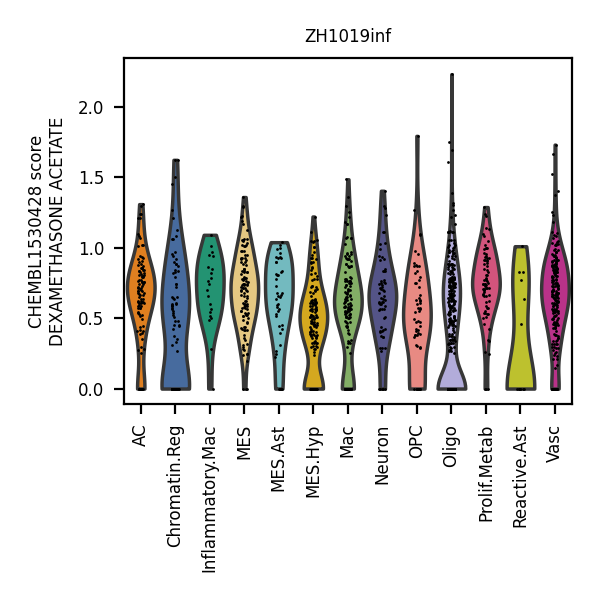 ZH1019inf
CHEMBL1530428 score
DEXAMETHASONE ACETATE
2.0
1.5
1.0
0.5
0.0
AC
Chromatin.Reg
Inflammatory.Mac
MES
MES.Ast
MES.Hyp
Mac
Neuron
OPC
Oligo
Prolif.Metab
Reactive.Ast
Vasc